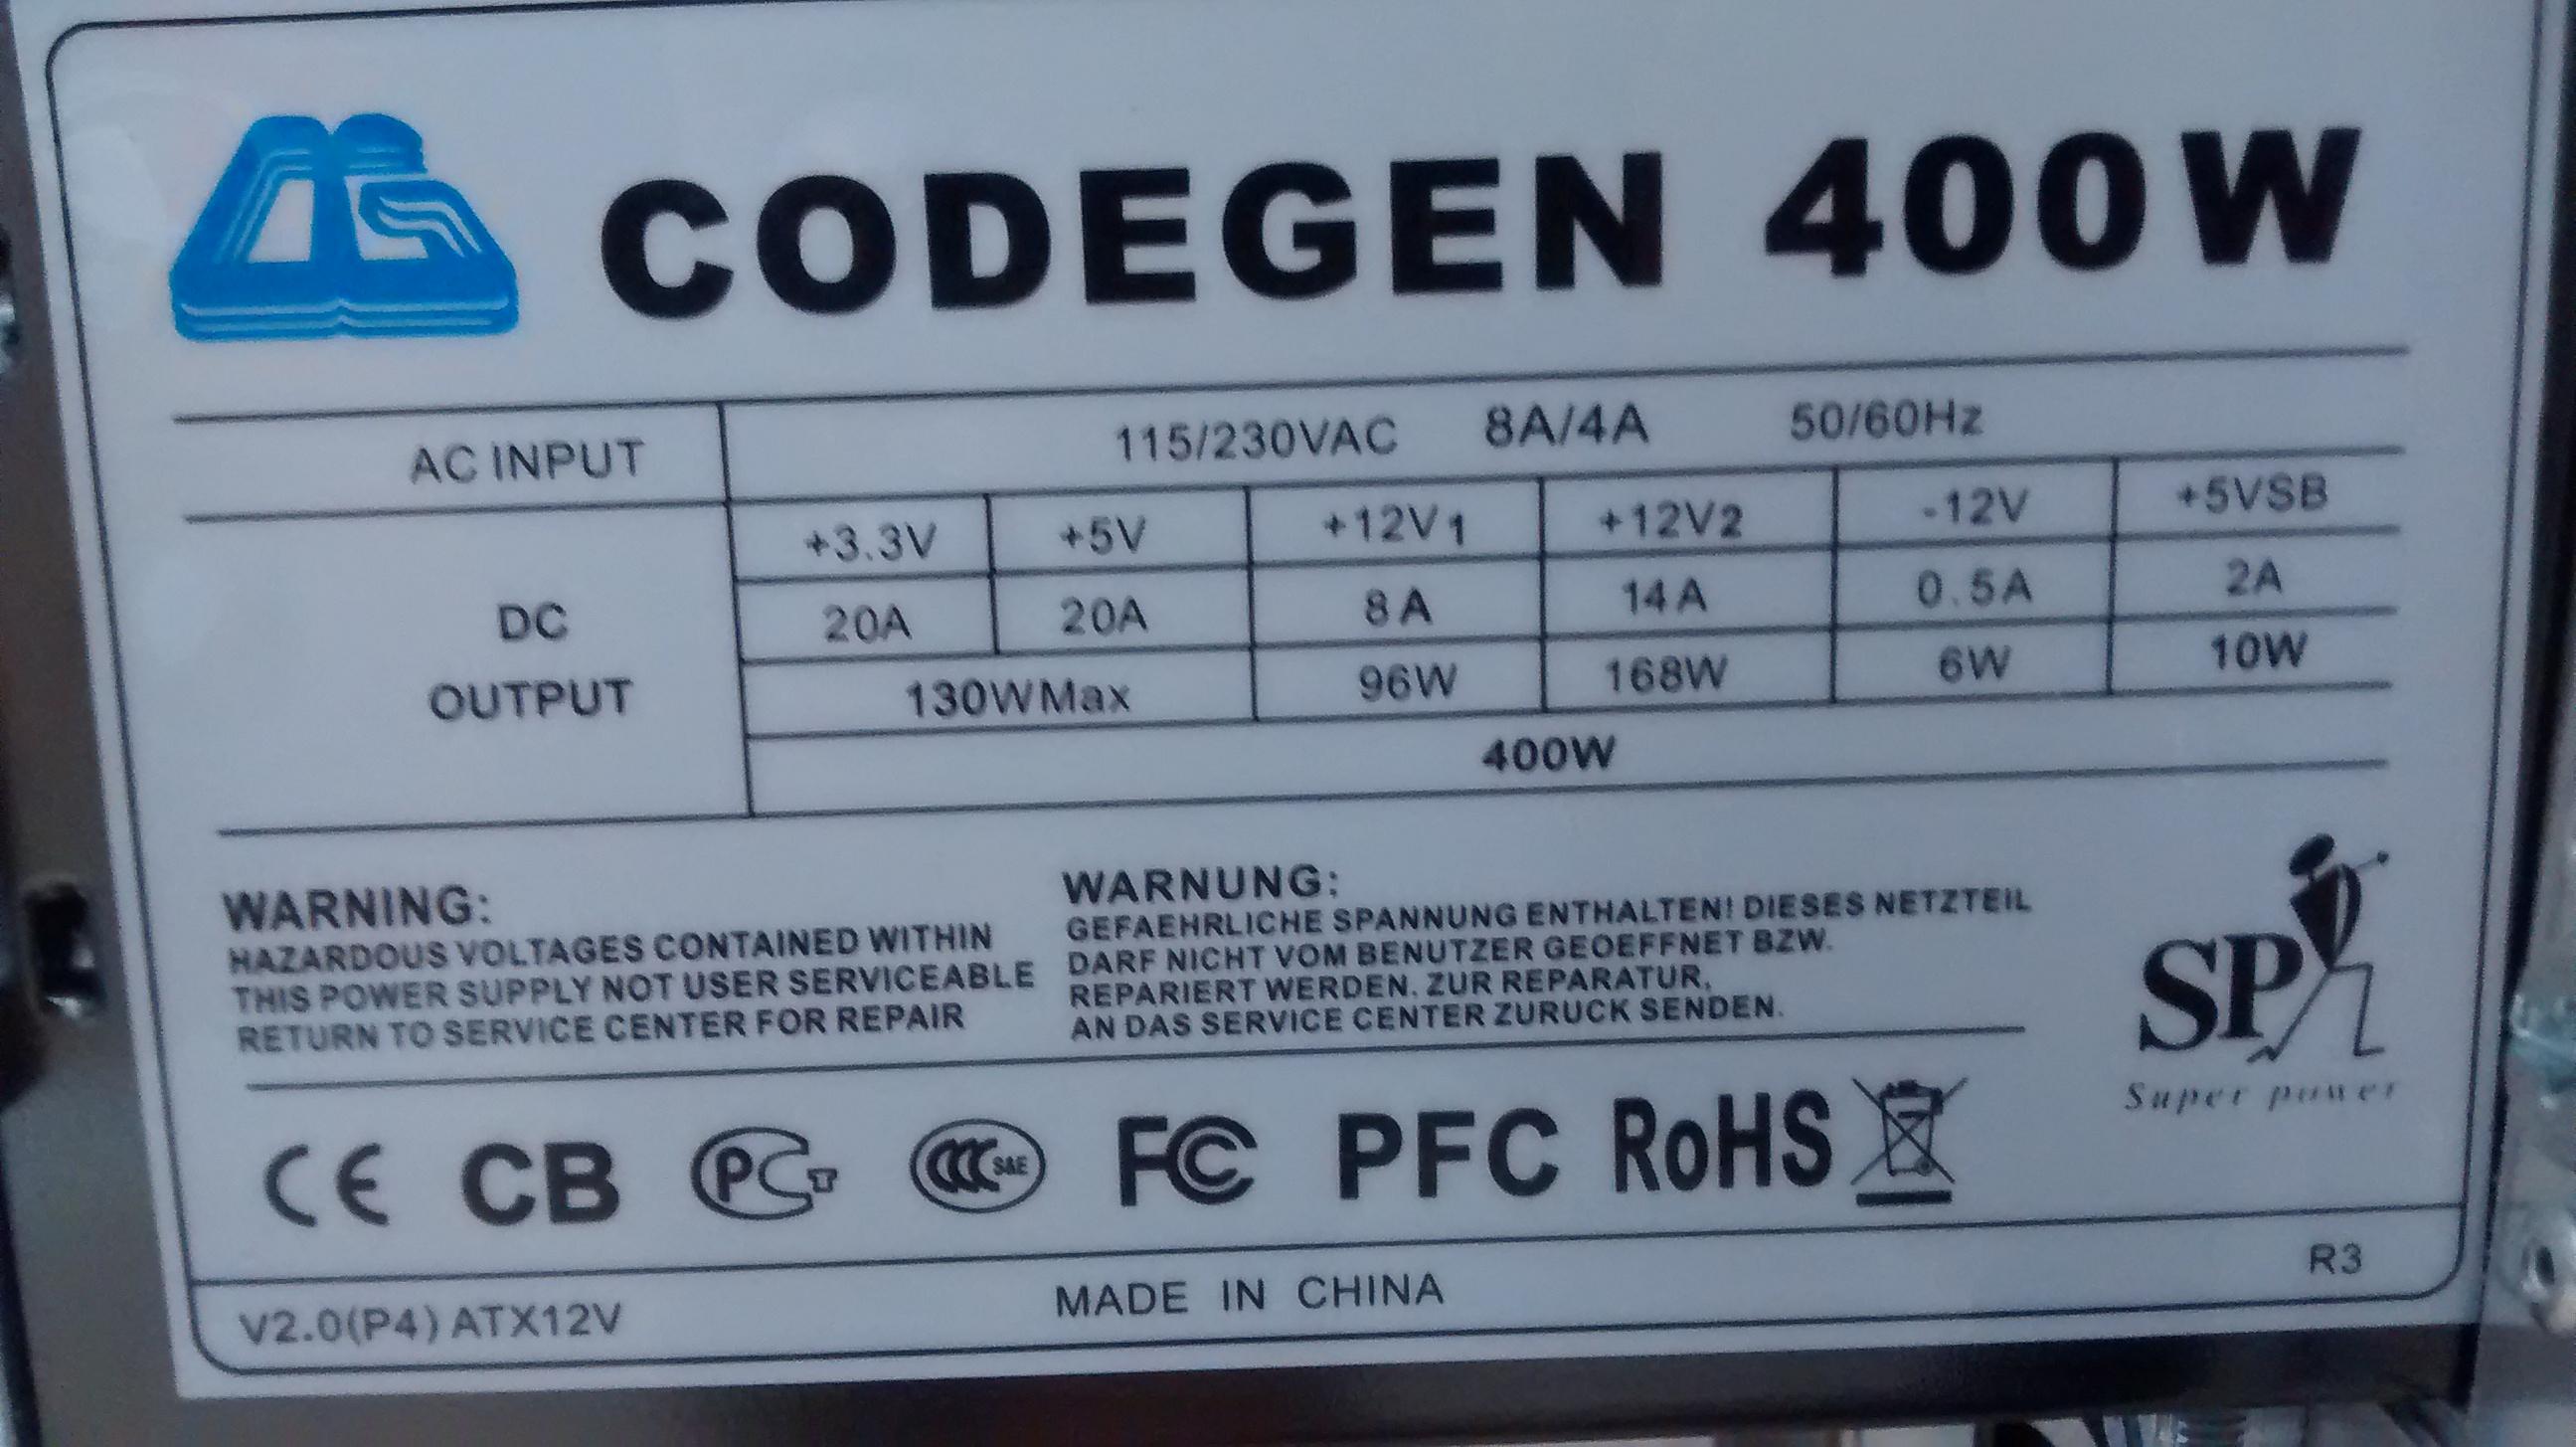 CODEGEN 400W
AC INPUT 115/230VAC 8A/4A 50/60Hz
DC OUTPUT
+3.3V +5V +12V1 +12V2 -12V +5VSB
20A 20A 8A 14A 0.5A 2A
130WMax 96W 168W 6W 10W
400W
WARNING:
HAZARDOUS VOLTAGES CONTAINED WITHIN
THIS POWER SUPPLY NOT USER SERVICEABLE
RETURN TO SERVICE CENTER FOR REPAIR
WARNUNG:
GEFAEHRLICHE SPANNUNG ENTHALTEN! DIESES NETZTEIL
DARF NICHT VOM BENUTZER GEOEFFNET BZW.
REPARIERT WERDEN. ZUR REPARATUR,
AN DAS SERVICE CENTER ZURUCK SENDEN.
SP
Super power
CE CB PCT CCC S&E FC PFC RoHS
V2.0(P4) ATX12V MADE IN CHINA R3